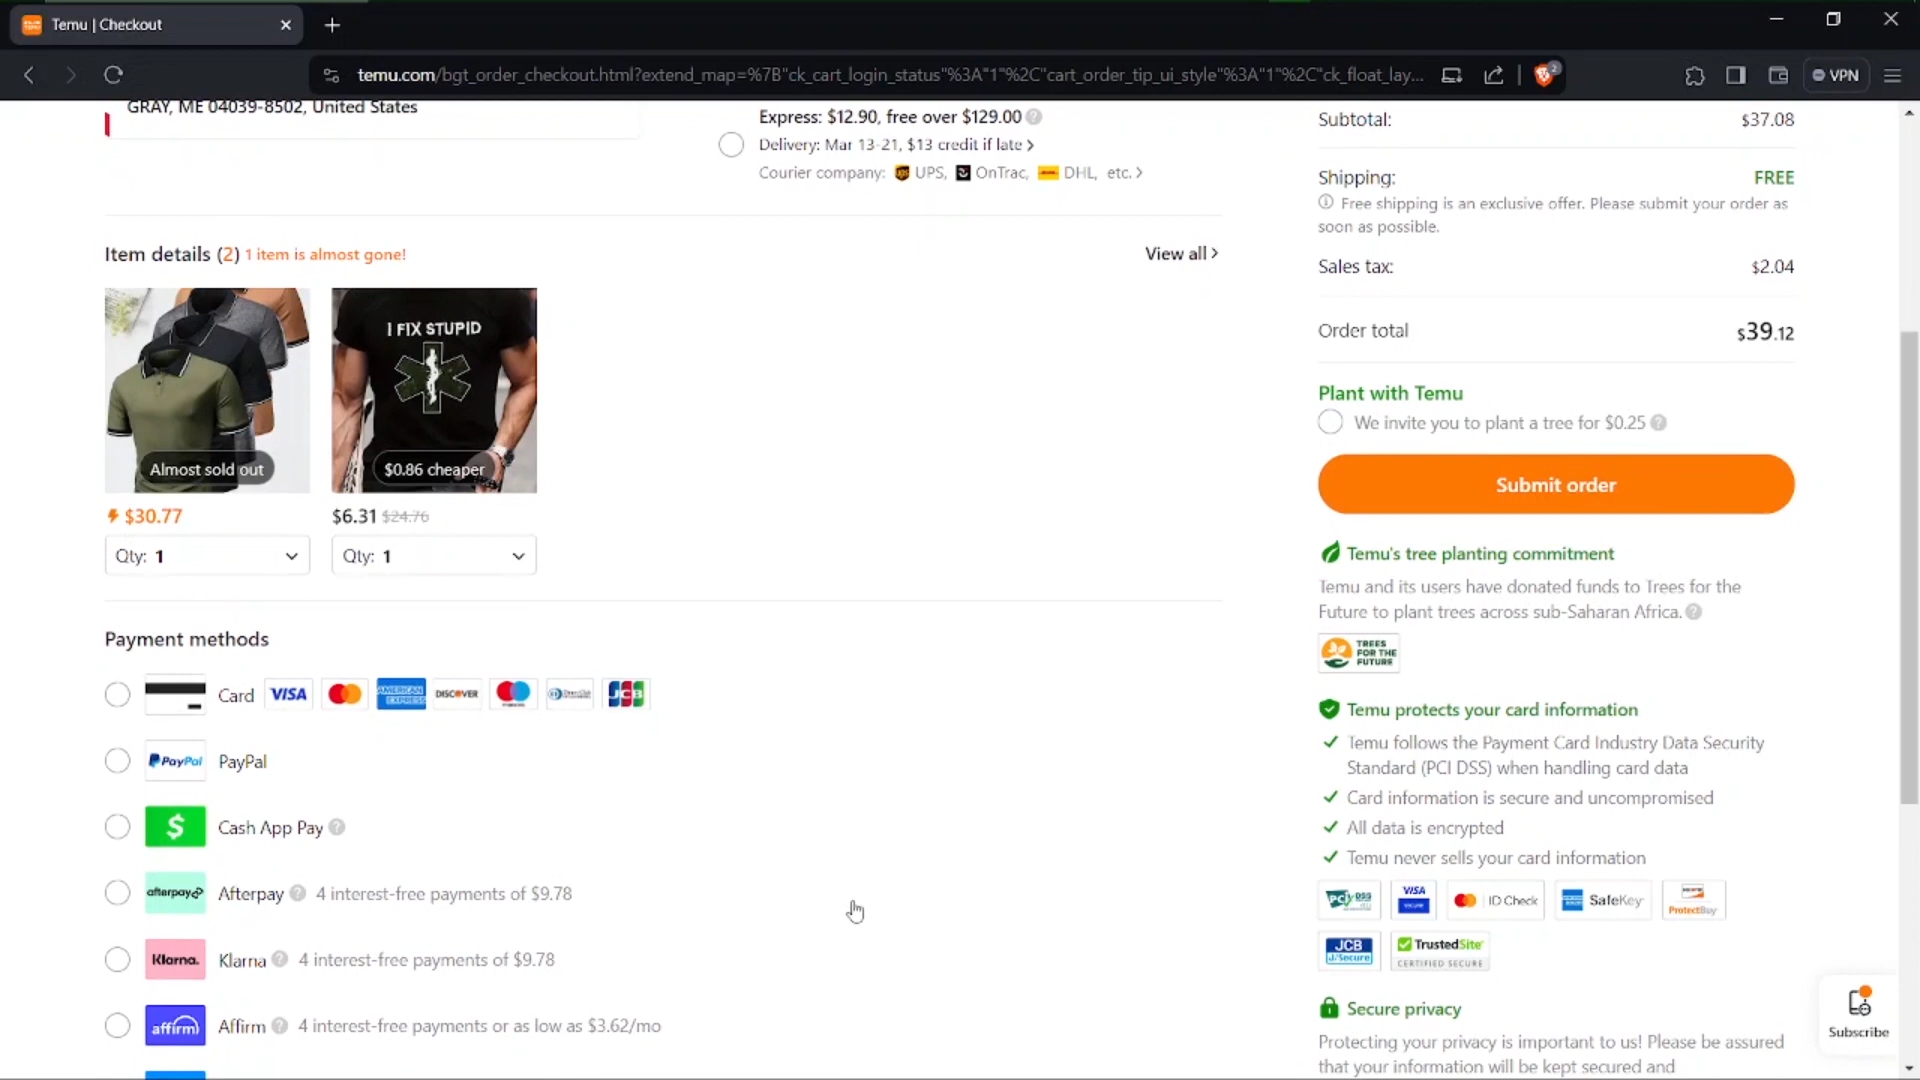 Temu | Checkout
temu.com/bgt_order_checkout.html?extend_map=%7B"ck_cart_login_status"%3A"1"%2C"cart_order_tip_ui_style"%3A"1"%2C"ck_float_lay...
2
VPN
GRAY, ME 04039-8502, United States
Express: $12.90, free over $129.00
Delivery: Mar 13-21, $13 credit if late >
Courier company: UPS, OnTrac, DHL, etc. >
Item details (2) 1 item is almost gone!
View all >
I FIX STUPID
Almost sold out
$0.86 cheaper
$30.77
$6.31 $24.76
Qty: 1
Qty: 1
Payment methods
Card VISA AMERICAN EXPRESS DISCOVER JCB
PayPal PayPal
$ Cash App Pay
afterpay Afterpay 4 interest-free payments of $9.78
Klarna. Klarna 4 interest-free payments of $9.78
affirm Affirm 4 interest-free payments or as low as $3.62/mo
Subtotal: $37.08
Shipping: FREE
Free shipping is an exclusive offer. Please submit your order as
soon as possible.
Sales tax: $2.04
Order total $39.12
Plant with Temu
We invite you to plant a tree for $0.25
Submit order
Temu's tree planting commitment
Temu and its users have donated funds to Trees for the
Future to plant trees across sub-Saharan Africa.
TREES
FOR THE
FUTURE
Temu protects your card information
Temu follows the Payment Card Industry Data Security
Standard (PCI DSS) when handling card data
Card information is secure and uncompromised
All data is encrypted
Temu never sells your card information
PCI DSS
VISA
SECURE
ID Check
SafeKey
ProtectBuy
JCB
J/Secure
TrustedSite
CERTIFIED SECURE
Secure privacy
Protecting your privacy is important to us! Please be assured
that your information will be kept secured and
Subscribe